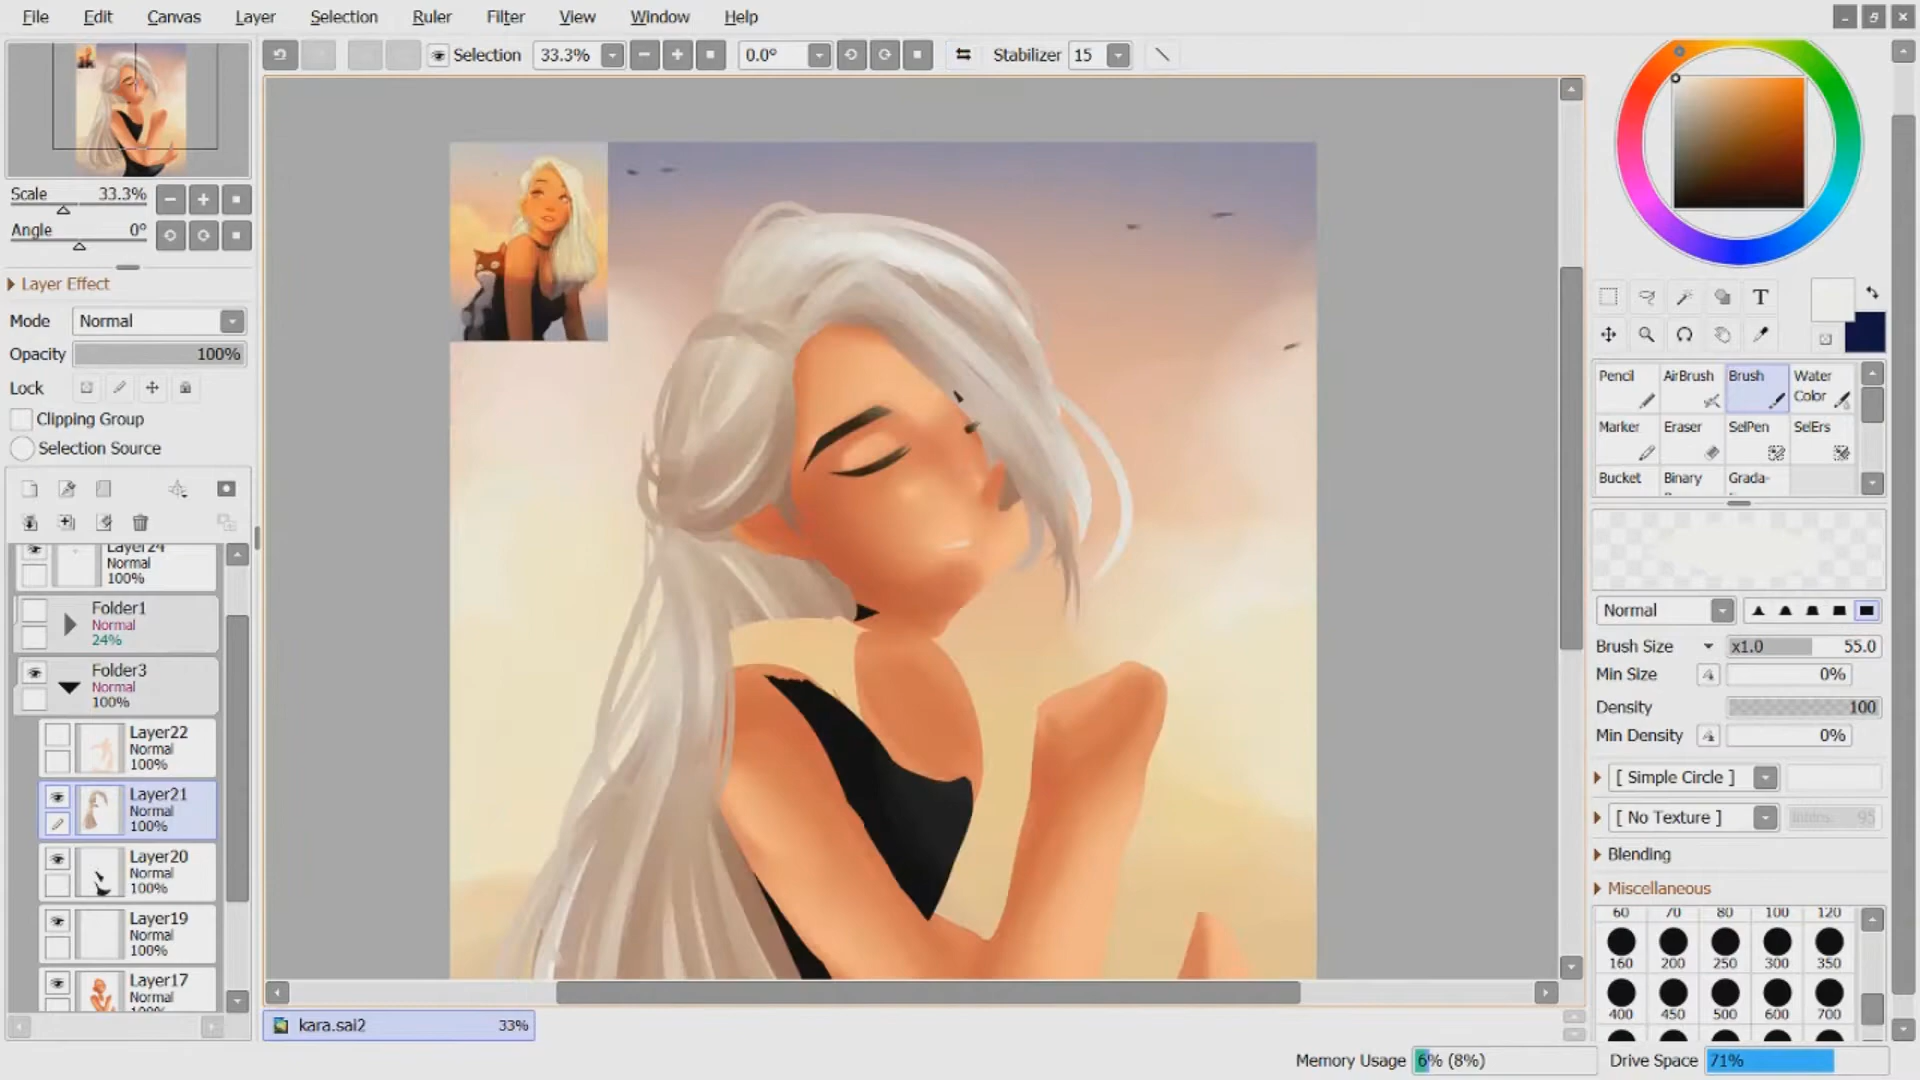 File Edit Canvas Layer Selection Ruler Filter View Window Help
Selection 33.3% 0.0° Stabilizer 15
Scale 33.3%
Angle 0°
Layer Effect
Mode Normal
Opacity 100%
Lock
Clipping Group
Selection Source
Layer24
Normal
100%
Folder1
Normal
24%
Folder3
Normal
100%
Layer22
Normal
100%
Layer21
Normal
100%
Layer20
Normal
100%
Layer19
Normal
100%
Layer17
Normal
100%
kara.sai2 33%
T
Pencil AirBrush Brush Water Color
Marker Eraser SelPen SelErs
Bucket Binary Grada-
Normal
Brush Size x1.0 55.0
Min Size 0%
Density 100
Min Density 0%
[ Simple Circle ]
[ No Texture ] 95
Blending
Miscellaneous
60 70 80 100 120
160 200 250 300 350
400 450 500 600 700
Memory Usage 6% (8%) Drive Space 71%